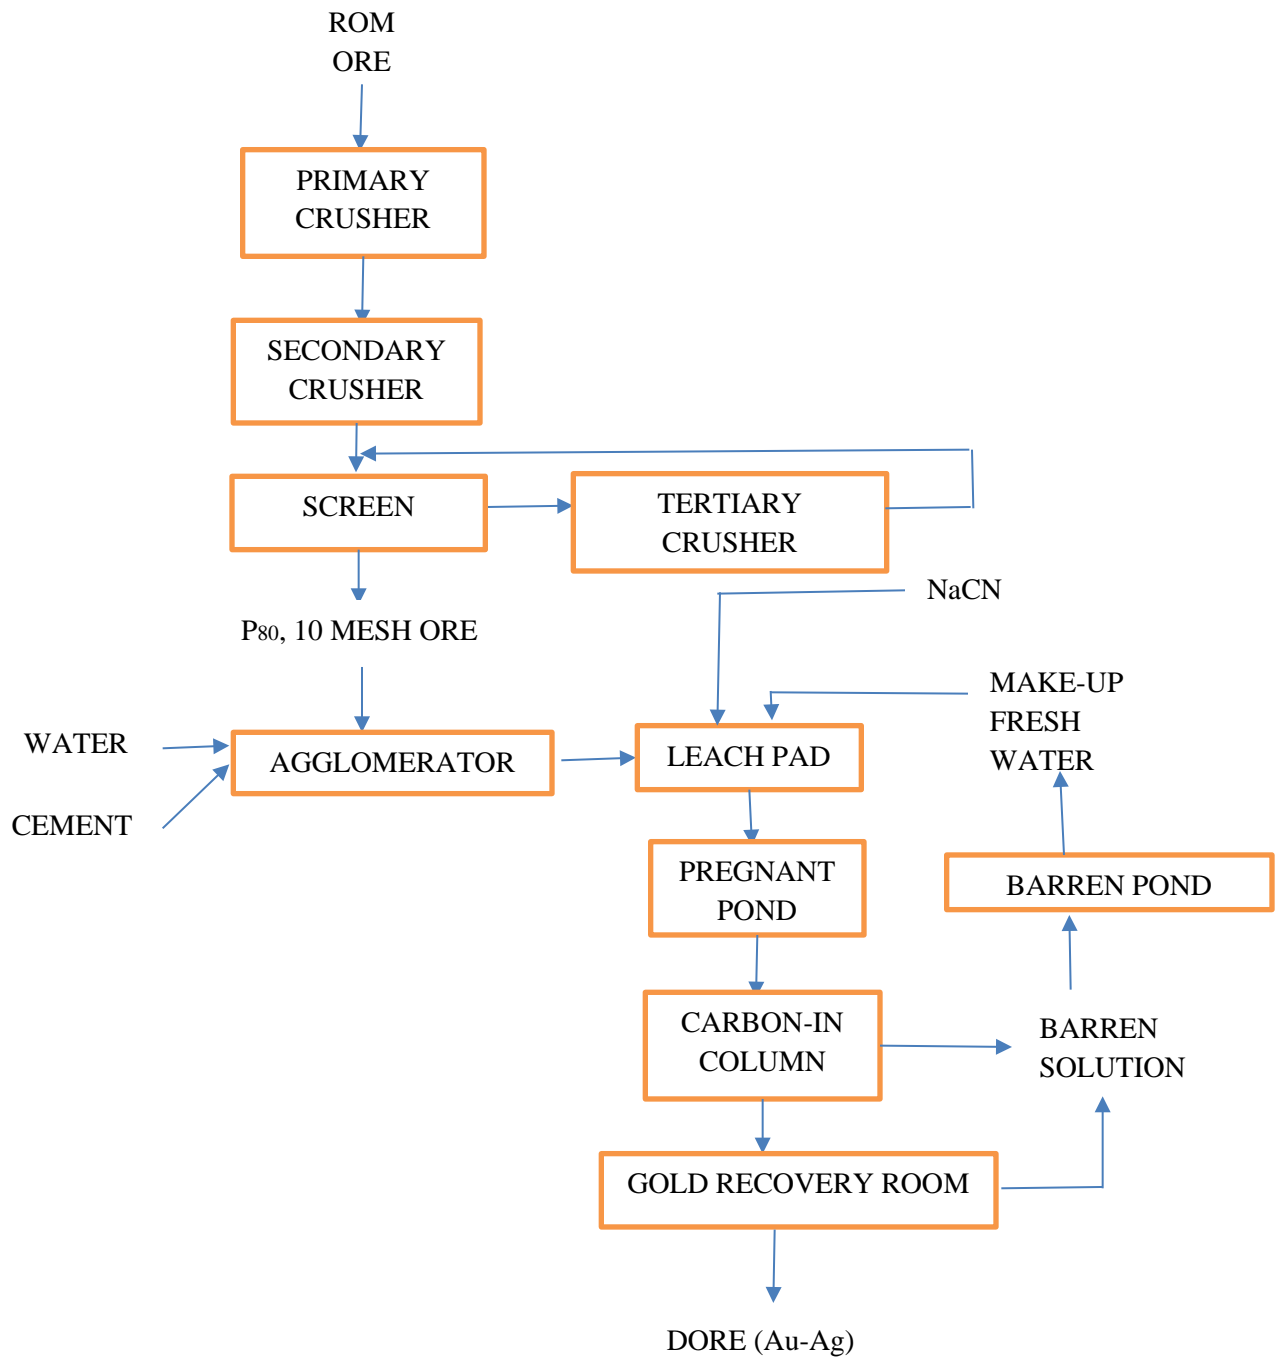 ROM
ORE
PRIMARY
CRUSHER
SECONDARY
CRUSHER
SCREEN
TERTIARY
CRUSHER
NaCN
P80, 10 MESH ORE
MAKE-UP
FRESH
WATER
WATER
CEMENT
AGGLOMERATOR
LEACH PAD
PREGNANT
POND
BARREN POND
CARBON-IN
COLUMN
BARREN
SOLUTION
GOLD RECOVERY ROOM
DORE (Au-Ag)